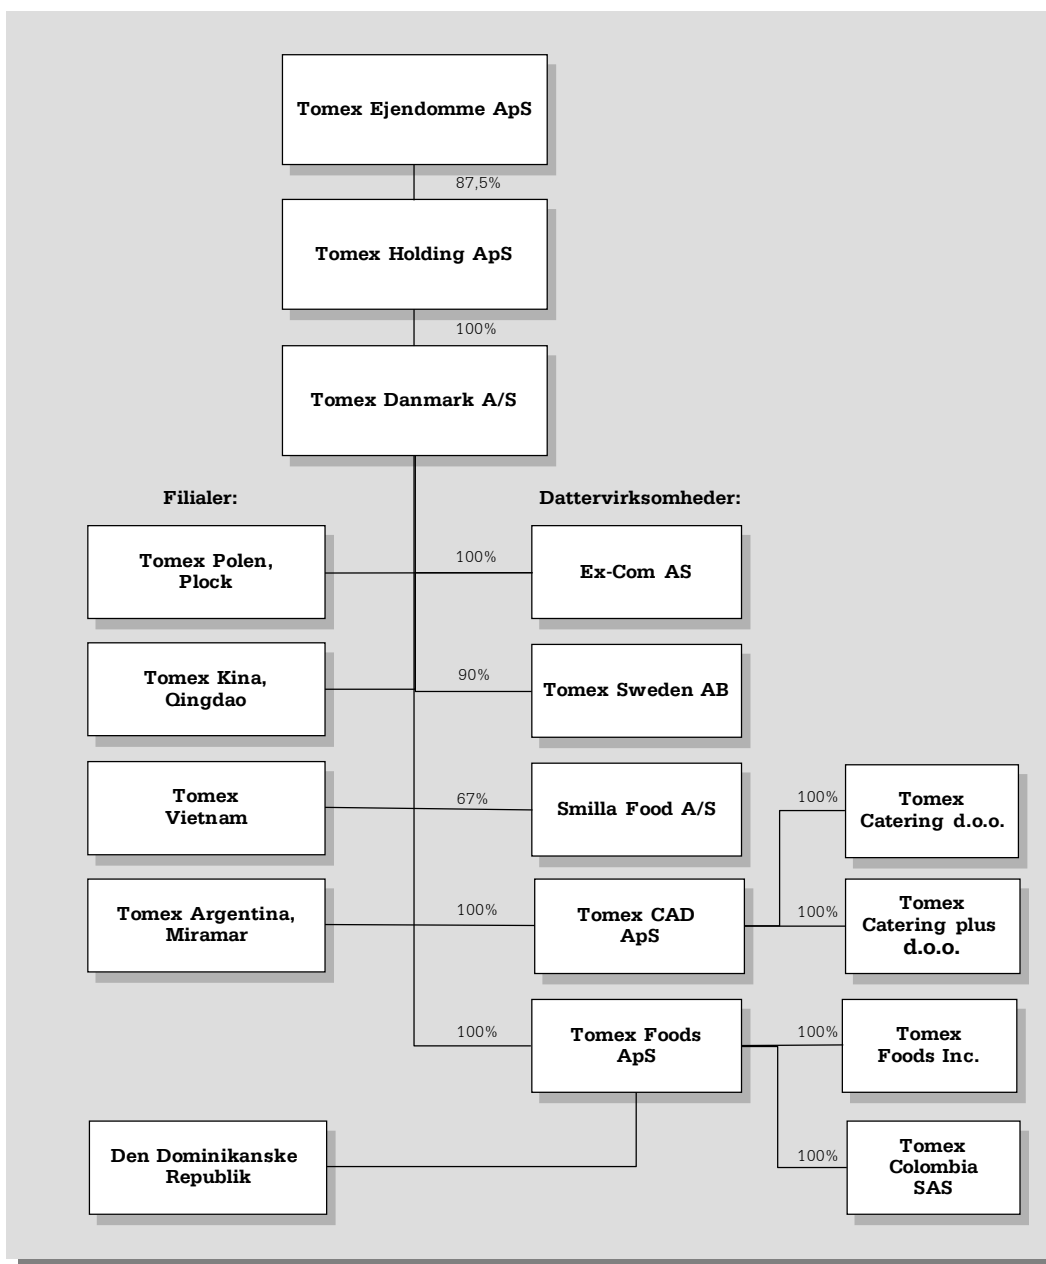 Tomex Ejendomme ApS
87,5%
Tomex Holding ApS
100%
Tomex Danmark A/S
Filialer:
Dattervirksomheder:
Tomex Polen,
Plock
100%
Ex-Com AS
Tomex Kina,
Qingdao
90%
Tomex Sweden AB
Tomex
Vietnam
67%
Smilla Food A/S
100%
Tomex
Catering d.o.o.
Tomex Argentina,
Miramar
100%
Tomex CAD
ApS
100%
Tomex
Catering plus
d.o.o.
100%
Tomex Foods
ApS
100%
Tomex
Foods Inc.
Den Dominikanske
Republik
100%
Tomex
Colombia
SAS